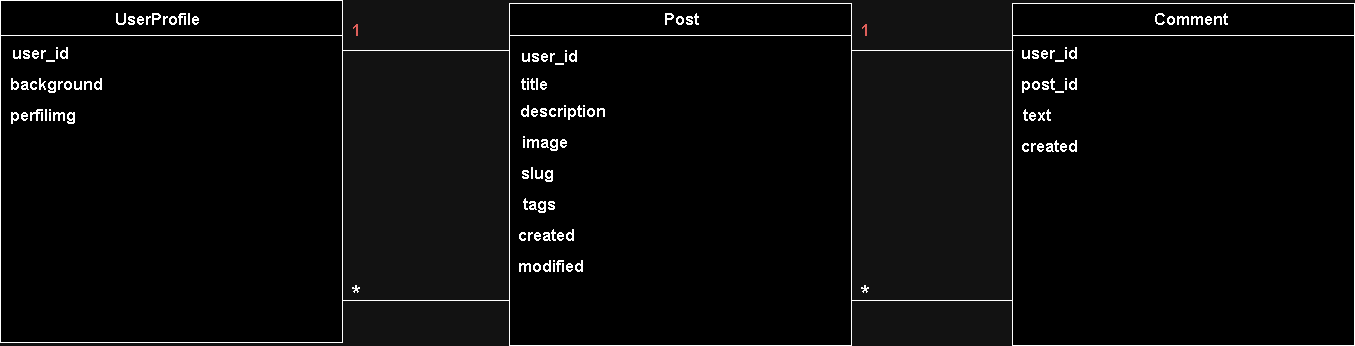 UserProfile
user_id
background
perfilimg
1
*
Post
user_id
title
description
image
slug
tags
created
modified
1
*
Comment
user_id
post_id
text
created